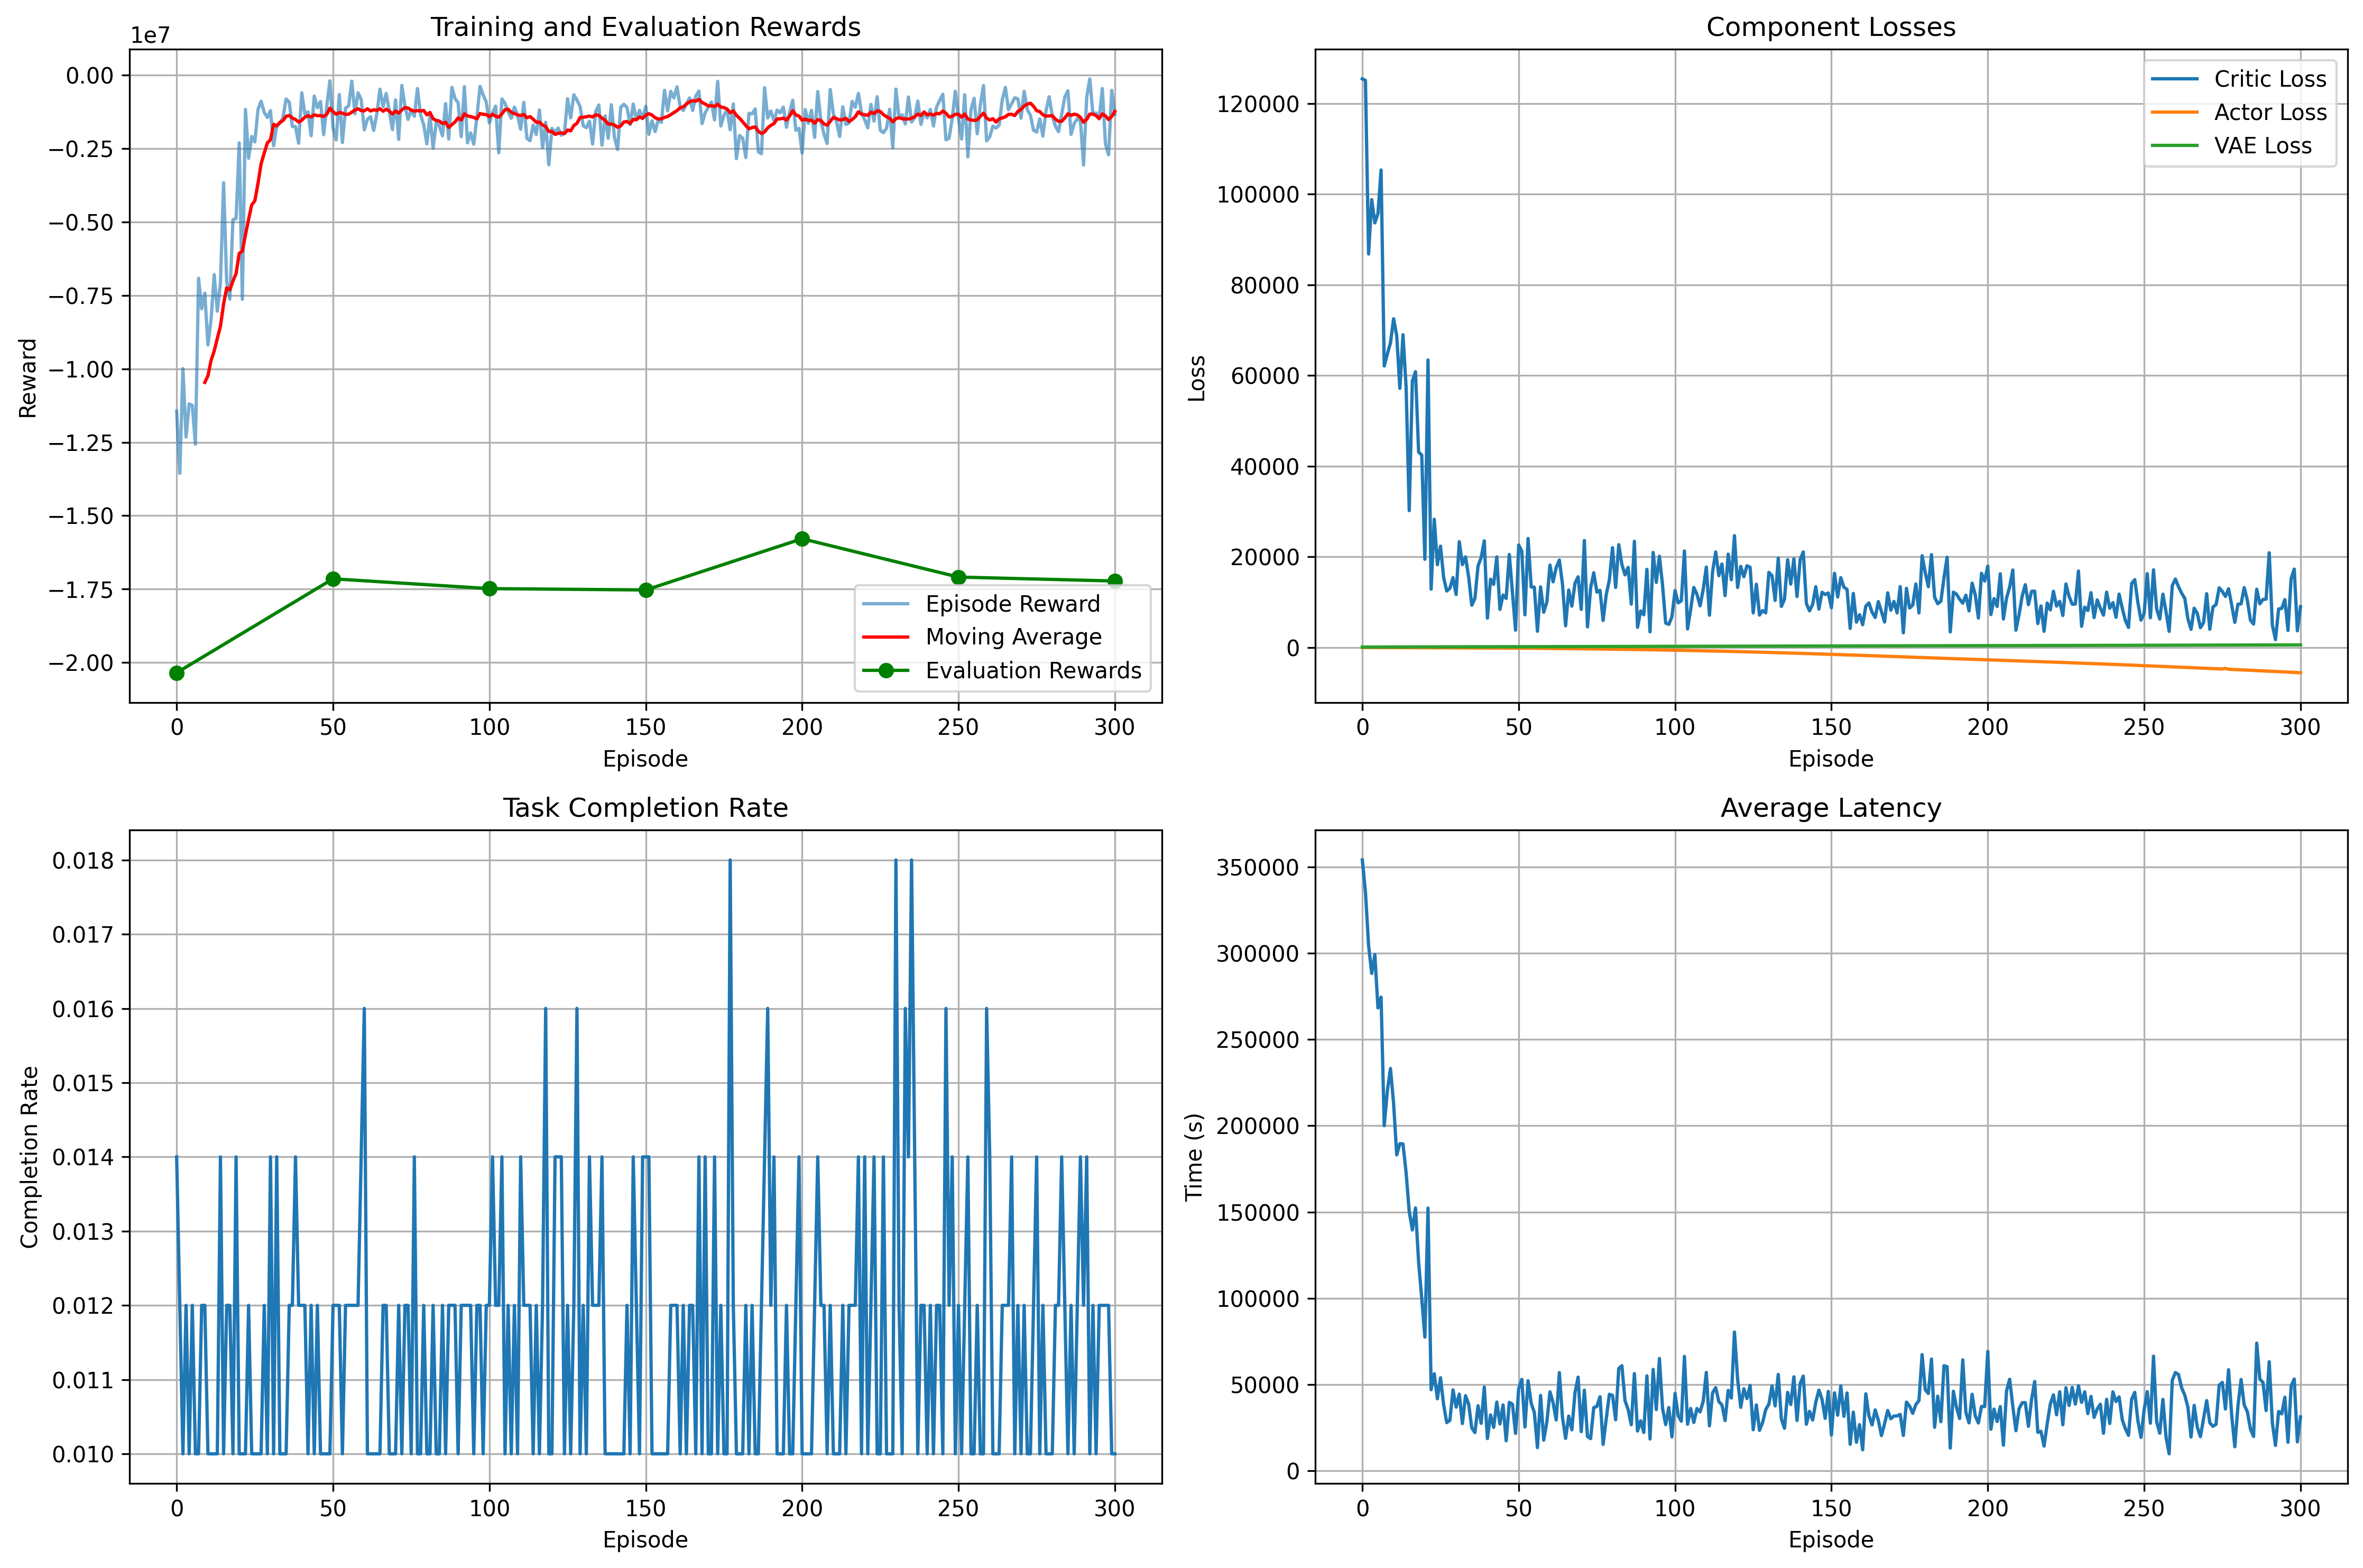 Training and Evaluation Rewards
1e7
0.00
−0.25
−0.50
−0.75
−1.00
−1.25
−1.50
−1.75
−2.00
Reward
0 50 100 150 200 250 300
Episode
Episode Reward
Moving Average
Evaluation Rewards
Component Losses
120000
100000
80000
60000
40000
20000
0
Loss
0 50 100 150 200 250 300
Episode
Critic Loss
Actor Loss
VAE Loss
Task Completion Rate
0.018
0.017
0.016
0.015
0.014
0.013
0.012
0.011
0.010
Completion Rate
0 50 100 150 200 250 300
Episode
Average Latency
350000
300000
250000
200000
150000
100000
50000
0
Time (s)
0 50 100 150 200 250 300
Episode